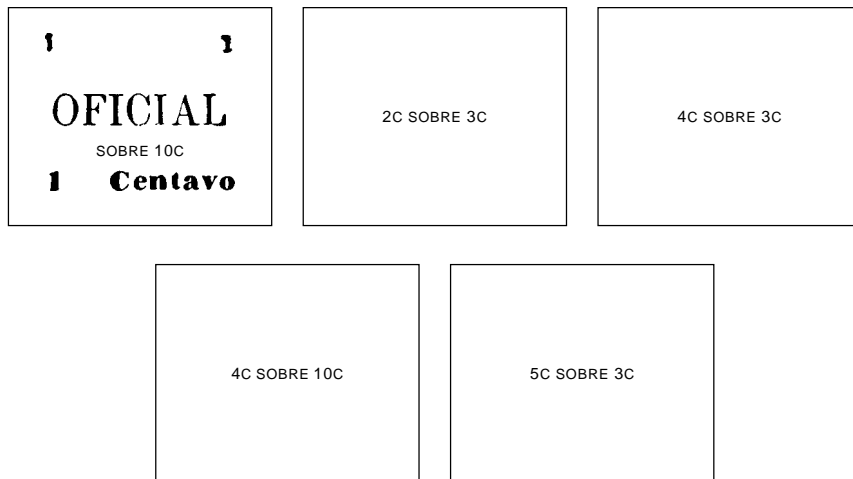 1 1
OFICIAL
SOBRE 10C
1 Centavo
2C SOBRE 3C
4C SOBRE 3C
4C SOBRE 10C
5C SOBRE 3C